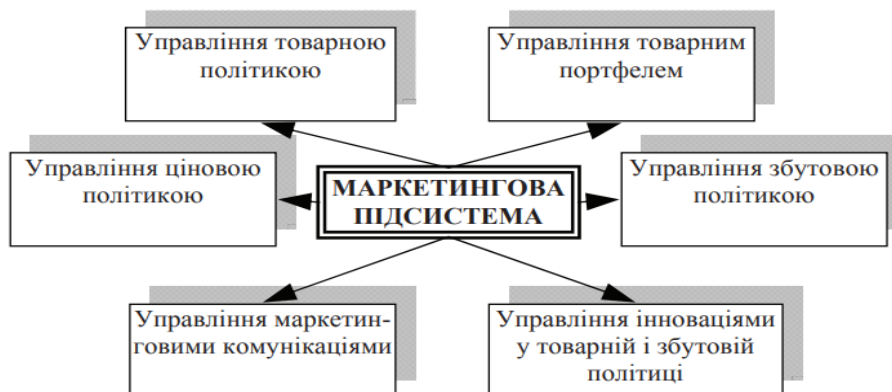 Управління товарною
політикою
Управління товарним
портфелем
Управління ціновою
політикою
МАРКЕТИНГОВА
ПІДСИСТЕМА
Управління збутовою
політикою
Управління маркетин-
говими комунікаціями
Управління інноваціями
у товарній і збутовій
політиці